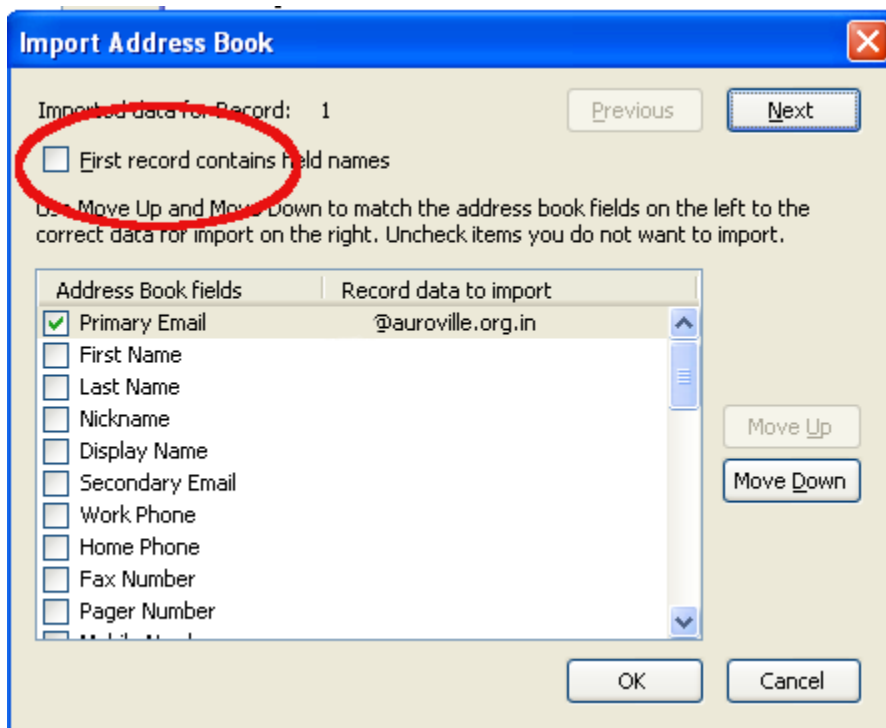 Import Address Book
Imported data for Record: 1
Previous
Next
First record contains field names
Use Move Up and Move Down to match the address book fields on the left to the
correct data for import on the right. Uncheck items you do not want to import.
Address Book fields Record data to import
Primary Email @auroville.org.in
First Name
Last Name
Nickname
Display Name
Secondary Email
Work Phone
Home Phone
Fax Number
Pager Number
Move Up
Move Down
OK
Cancel